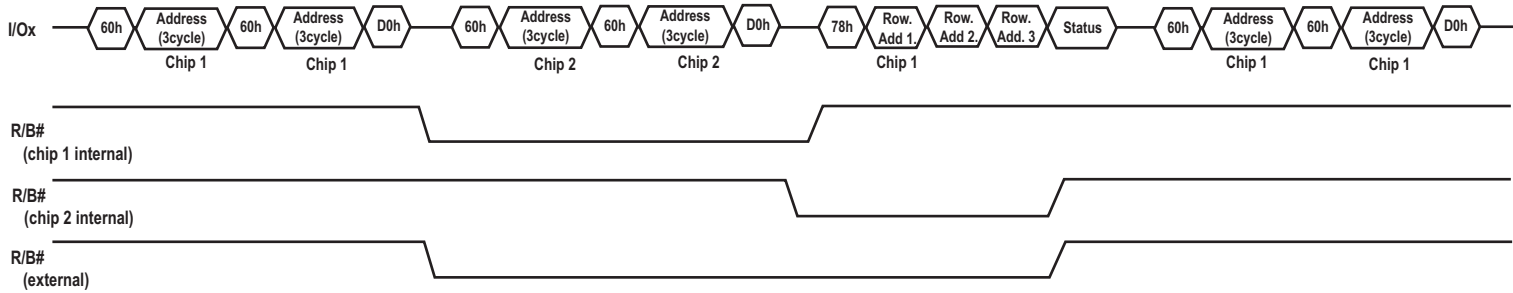 I/Ox
60h
Address
(3cycle)
60h
Address
(3cycle)
D0h
60h
Address
(3cycle)
60h
Address
(3cycle)
D0h
78h
Row.
Add 1.
Row.
Add 2.
Row.
Add. 3
Status
60h
Address
(3cycle)
60h
Address
(3cycle)
D0h
Chip 1
Chip 1
Chip 2
Chip 2
Chip 1
Chip 1
Chip 1
R/B#
(chip 1 internal)
R/B#
(chip 2 internal)
R/B#
(external)